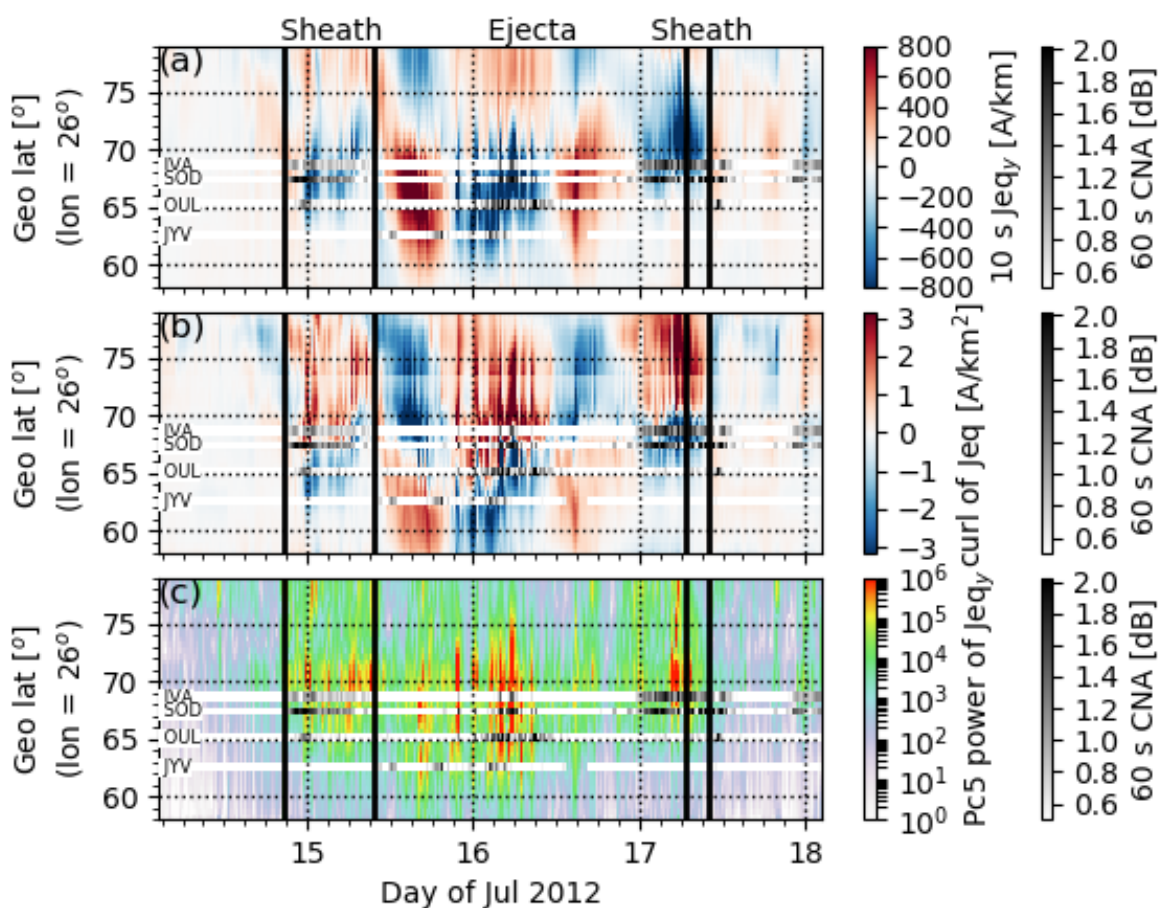 Sheath Ejecta Sheath
(a)
75
70
65
60
IVA
SOD
OUL
JYV
Geo lat [°]
(lon = 26°)
800
600
400
200
0
−200
−400
−600
−800
10 s Jeq_y [A/km]
2.0
1.8
1.6
1.4
1.2
1.0
0.8
0.6
60 s CNA [dB]
(b)
75
70
65
60
IVA
SOD
OUL
JYV
Geo lat [°]
(lon = 26°)
3
2
1
0
−1
−2
−3
curl of Jeq [A/km²]
2.0
1.8
1.6
1.4
1.2
1.0
0.8
0.6
60 s CNA [dB]
(c)
75
70
65
60
IVA
SOD
OUL
JYV
Geo lat [°]
(lon = 26°)
10⁶
10⁵
10⁴
10³
10²
10¹
10⁰
Pc5 power of Jeq_y
2.0
1.8
1.6
1.4
1.2
1.0
0.8
0.6
60 s CNA [dB]
15 16 17 18
Day of Jul 2012